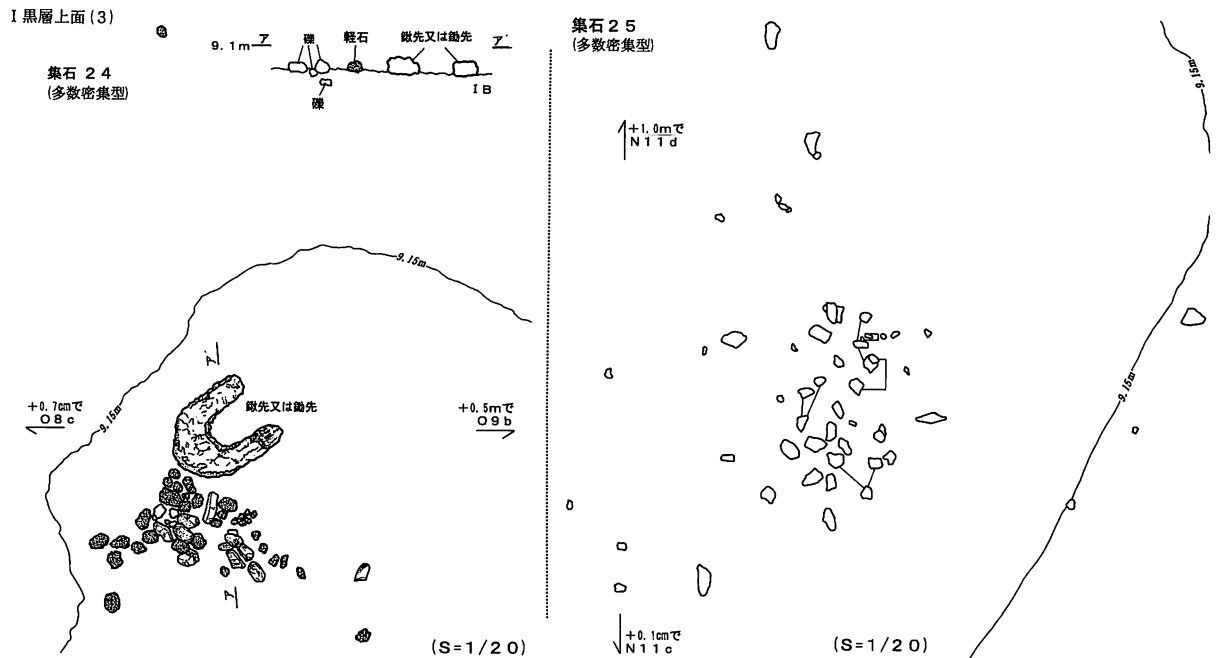 I 黒層上面(3)
集石 24
(多数密集型)
9.1m ア 礫 軽石 鍬先又は鋤先 ア'
礫
IB
9.15m
9.15m
ア'
鍬先又は鋤先
+0.7cmで
O8c
+0.5mで
O9b
ア
(S=1/20)
集石25
(多数密集型)
+1.0mで
N11d
9.15m
9.15m
+0.1cmで
N11c
(S=1/20)